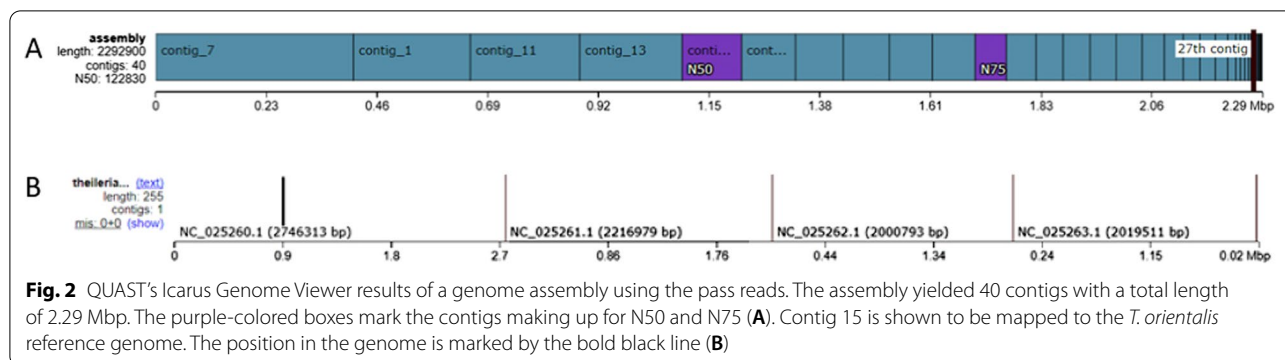 A
assembly
length: 2292900
contigs: 40
N50: 122830
contig_7
contig_1
contig_11
contig_13
conti...
N50
cont...
N75
27th contig
0 0.23 0.46 0.69 0.92 1.15 1.38 1.61 1.83 2.06 2.29 Mbp
B
theileria... (text)
length: 255
contigs: 1
mis: 0+0 (show)
NC_025260.1 (2746313 bp) NC_025261.1 (2216979 bp) NC_025262.1 (2000793 bp) NC_025263.1 (2019511 bp)
0 0.9 1.8 2.7 0.86 1.76 0.44 1.34 0.24 1.15 0.02 Mbp
Fig. 2 QUAST's Icarus Genome Viewer results of a genome assembly using the pass reads. The assembly yielded 40 contigs with a total length
of 2.29 Mbp. The purple-colored boxes mark the contigs making up for N50 and N75 (A). Contig 15 is shown to be mapped to the T. orientalis
reference genome. The position in the genome is marked by the bold black line (B)